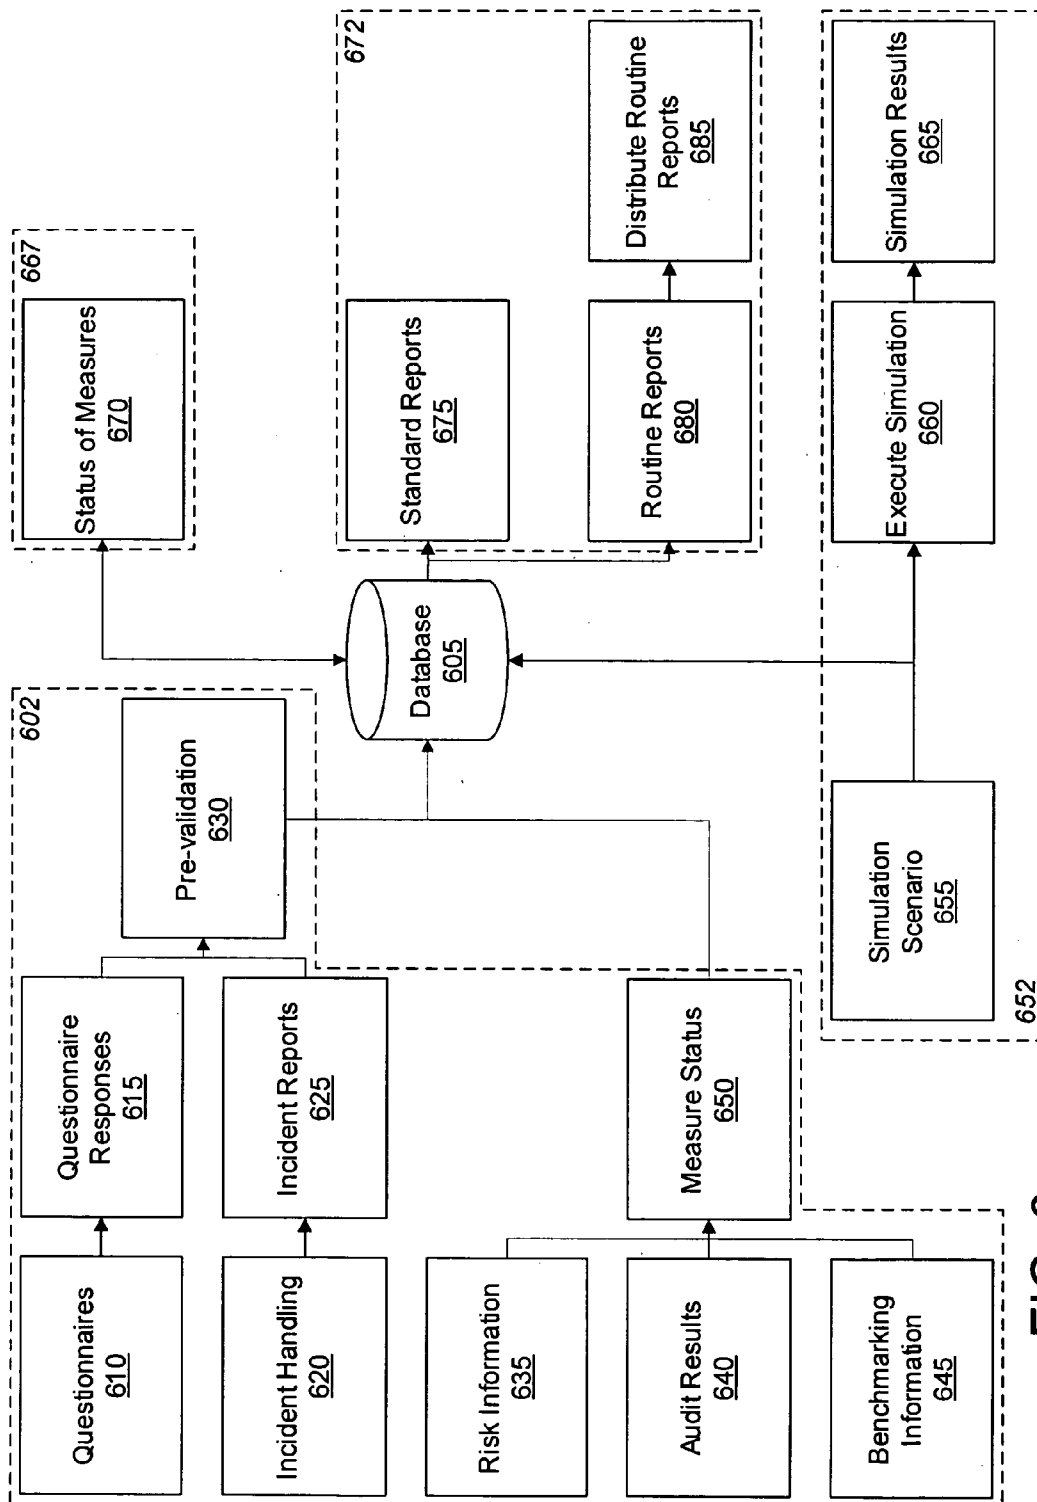 602
667
Questionnaires
610
Questionnaire
Responses
615
Pre-validation
630
Status of Measures
670
Incident Handling
620
Incident Reports
625
672
Risk Information
635
Database
605
Standard Reports
675
Audit Results
640
Measure Status
650
Routine Reports
680
Distribute Routine
Reports
685
Benchmarking
Information
645
652
Simulation
Scenario
655
Execute Simulation
660
Simulation Results
665
FIG.